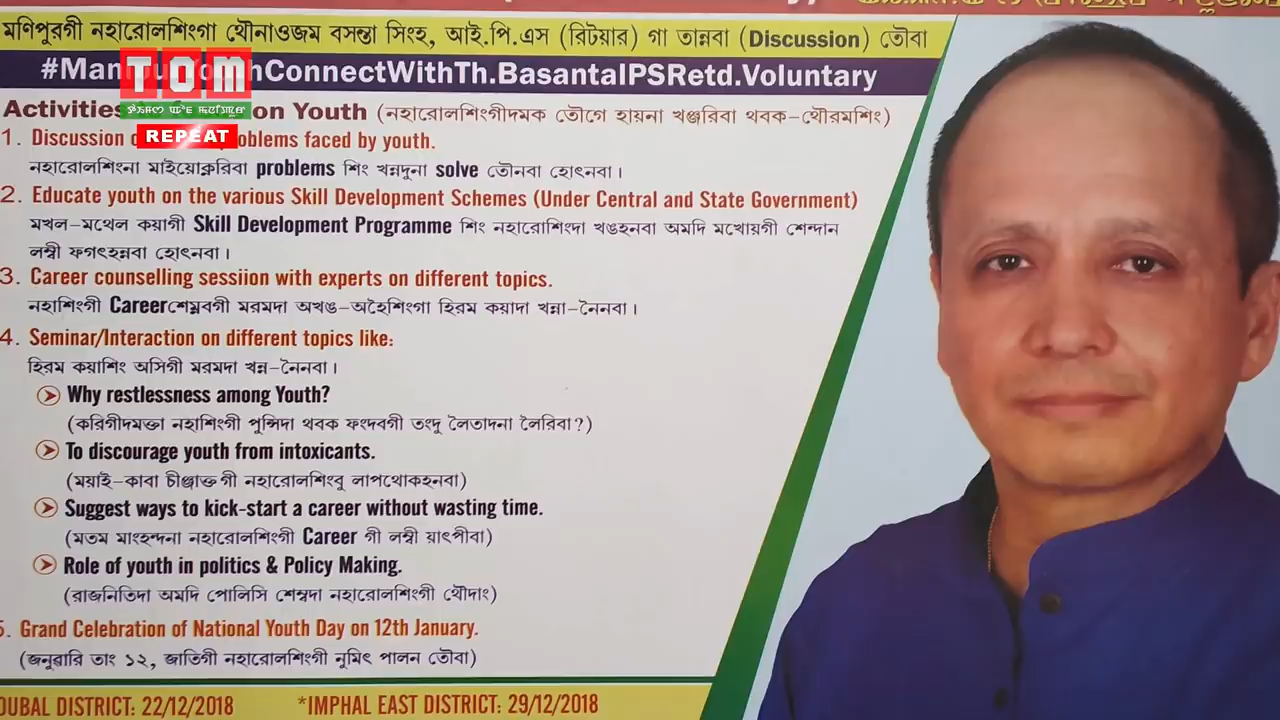 মণিপুরগী নহারোলশিংগা থৌনাওজম বসন্তা সিংহ, আই.পি.এস (রিটয়ার) গা তান্নবা (Discussion) তৌবা
ConnectWithTh.BasantaIPSRetd.Voluntary
TOM
REPEAT
Activities on Youth (নহারোলশিংগীদমক তৌগে হায়না খঞ্জরিবা থবক-থৌরমশিং)
1. Discussion faced by youth.
নহারোলশিংনা মাইয়োক্নরিবা problems শিং খন্নদুনা solve তৌনবা হোৎনবা।
2. Educate youth on the various Skill Development Schemes (Under Central and State Government)
মখল-মথেল কয়াগী Skill Development Programme শিং নহারোশিংদা খঙহনবা অমদি মখোয়গী শেন্দান
লম্বী ফগৎহন্নবা হোৎনবা।
3. Career counselling sessiion with experts on different topics.
নহাশিংগী Careerশেম্নবগী মরমদা অখঙ-অহৈশিংগা হিরম কয়াদা খন্না-নৈনবা।
4. Seminar/Interaction on different topics like:
হিরম কয়াশিং অসিগী মরমদা খন্ন-নৈনবা।
Why restlessness among Youth?
(করিগীদমক্তা নহাশিংগী পুন্সিদা থবক ফংদবগী তংদু লৈতাদনা লৈরিবা?)
To discourage youth from intoxicants.
(ময়াই-কাবা চীঞ্জাক্ত গী নহারোলশিংবু লাপথোকহনবা)
Suggest ways to kick-start a career without wasting time.
(মতম মাংহন্দনা নহারোলশিংগী Career গী লম্বী য়াৎপীবা)
Role of youth in politics & Policy Making.
(রাজনিতিদা অমদি পোলিসি শেম্বদা নহারোলশিংগী থৌদাং)
5. Grand Celebration of National Youth Day on 12th January.
(জনুৱারি তাং ১২, জাতিগী নহারোলশিংগী নুমিৎ পালন তৌবা)
OUBAL DISTRICT: 22/12/2018 *IMPHAL EAST DISTRICT: 29/12/2018